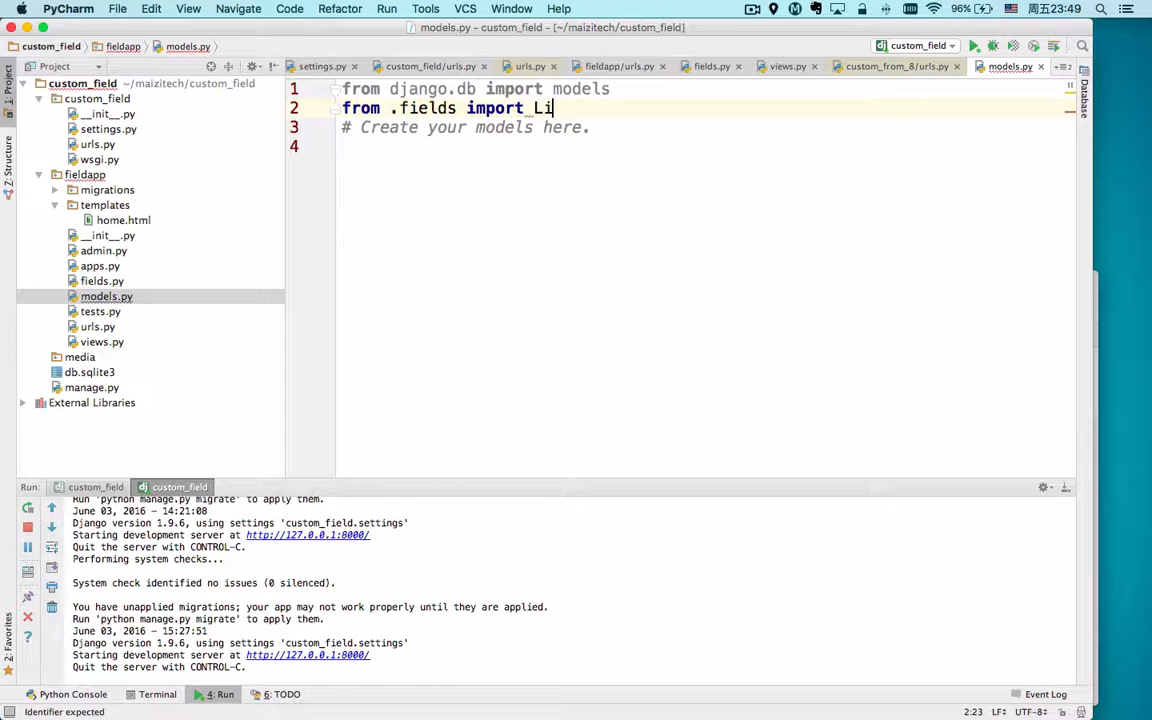 PyCharm File Edit View Navigate Code Refactor Run Tools VCS Window Help 96% 周五23:49
models.py - custom_field - [~/maizitech/custom_field]
custom_field fieldapp models.py custom_field
Project settings.py custom_field/urls.py urls.py fieldapp/urls.py fields.py views.py custom_from_8/urls.py models.py
1: Project
Z: Structure
2: Favorites
Database
custom_field ~/maizitech/custom_field
custom_field
__init__.py
settings.py
urls.py
wsgi.py
fieldapp
migrations
templates
home.html
__init__.py
admin.py
apps.py
fields.py
models.py
tests.py
urls.py
views.py
media
db.sqlite3
manage.py
External Libraries
1 from django.db import models
2 from .fields import Li
3 # Create your models here.
4
Run: custom_field custom_field
Run 'python manage.py migrate' to apply them.
June 03, 2016 - 14:21:08
Django version 1.9.6, using settings 'custom_field.settings'
Starting development server at http://127.0.0.1:8000/
Quit the server with CONTROL-C.
Performing system checks...
System check identified no issues (0 silenced).
You have unapplied migrations; your app may not work properly until they are applied.
Run 'python manage.py migrate' to apply them.
June 03, 2016 - 15:27:51
Django version 1.9.6, using settings 'custom_field.settings'
Starting development server at http://127.0.0.1:8000/
Quit the server with CONTROL-C.
Python Console Terminal 4: Run 6: TODO Event Log
Identifier expected 2:23 LF UTF-8